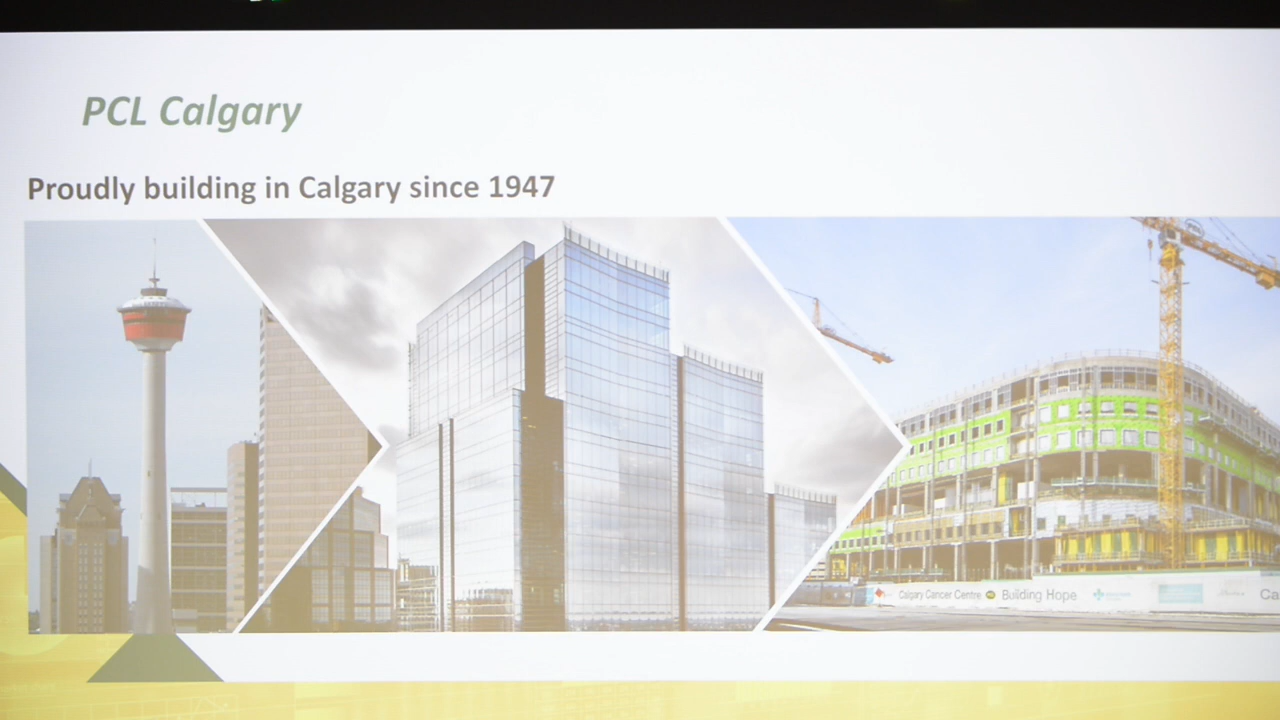 PCL Calgary
Proudly building in Calgary since 1947
Calgary Cancer Centre Building Hope